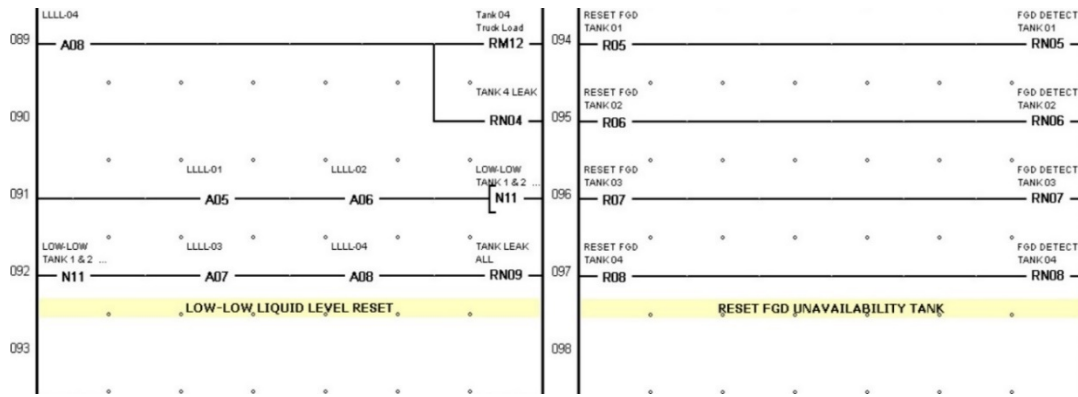 LLLL-04
Tank 04
Truck Load
089
A08
RM12
TANK 4 LEAK
090
RN04
LLLL-01
LLLL-02
LOW-LOW
TANK 1 & 2 ...
091
A05
A06
N11
LOW-LOW
TANK 1 & 2 ...
LLLL-03
LLLL-04
TANK LEAK
ALL
092
N11
A07
A08
RN09
LOW-LOW LIQUID LEVEL RESET
093
RESET FGD
TANK 01
FGD DETECT
TANK 01
094
R05
RN05
RESET FGD
TANK 02
FGD DETECT
TANK 02
095
R06
RN06
RESET FGD
TANK 03
FGD DETECT
TANK 03
096
R07
RN07
RESET FGD
TANK 04
FGD DETECT
TANK 04
097
R08
RN08
RESET FGD UNAVAILABILITY TANK
098